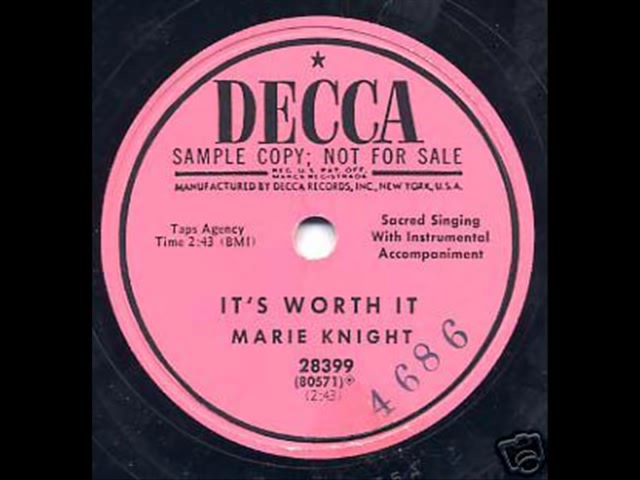 DECCA
SAMPLE COPY; NOT FOR SALE
REG. U.S. PAT. OFF.
MARCA REGISTRADA
MANUFACTURED BY DECCA RECORDS, INC., NEW YORK, U.S.A.
Taps Agency
Time 2:43 (BMI)
Sacred Singing
With Instrumental
Accompaniment
IT'S WORTH IT
MARIE KNIGHT
28399
(80571)
(2:43)
4686